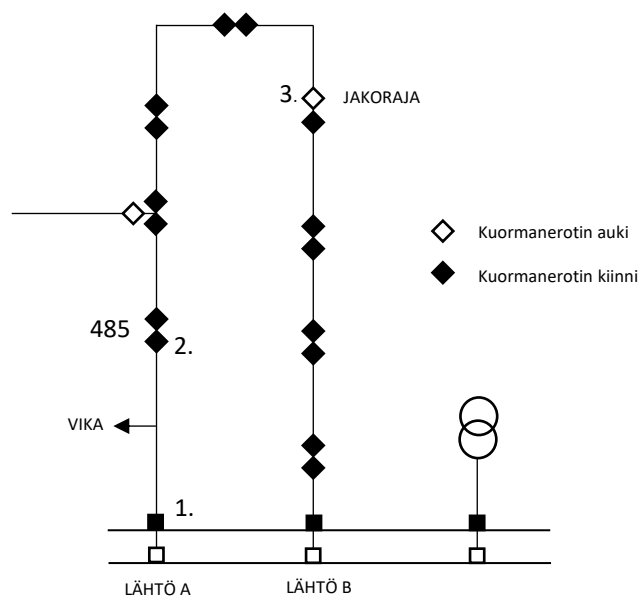 3.
JAKORAJA
Kuormanerotin auki
Kuormanerotin kiinni
485
2.
VIKA
1.
LÄHTÖ A
LÄHTÖ B